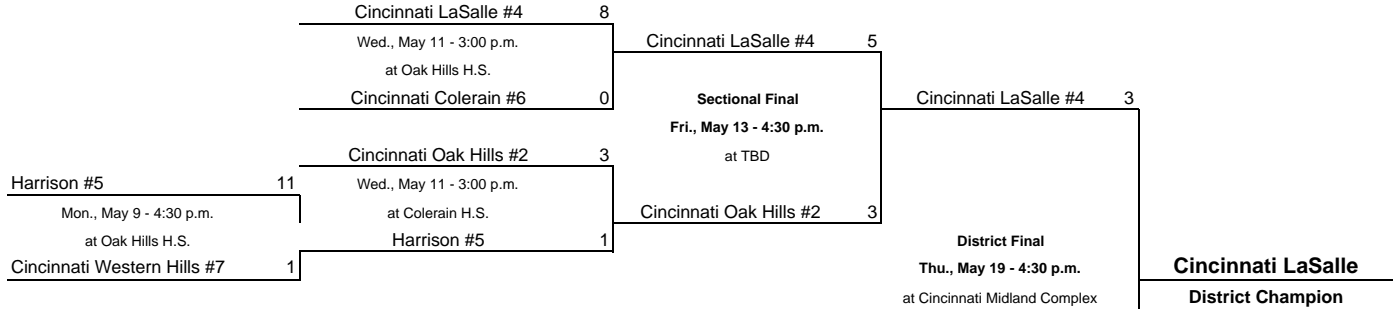 Cincinnati LaSalle #4 8
Wed., May 11 - 3:00 p.m.
at Oak Hills H.S.
Cincinnati Colerain #6 0
Cincinnati Oak Hills #2 3
Wed., May 11 - 3:00 p.m.
at Colerain H.S.
Harrison #5 1
Harrison #5 11
Mon., May 9 - 4:30 p.m.
at Oak Hills H.S.
Cincinnati Western Hills #7 1
Cincinnati LaSalle #4 5
Sectional Final
Fri., May 13 - 4:30 p.m.
at TBD
Cincinnati Oak Hills #2 3
Cincinnati LaSalle #4 3
District Final
Thu., May 19 - 4:30 p.m.
at Cincinnati Midland Complex
Cincinnati LaSalle
District Champion